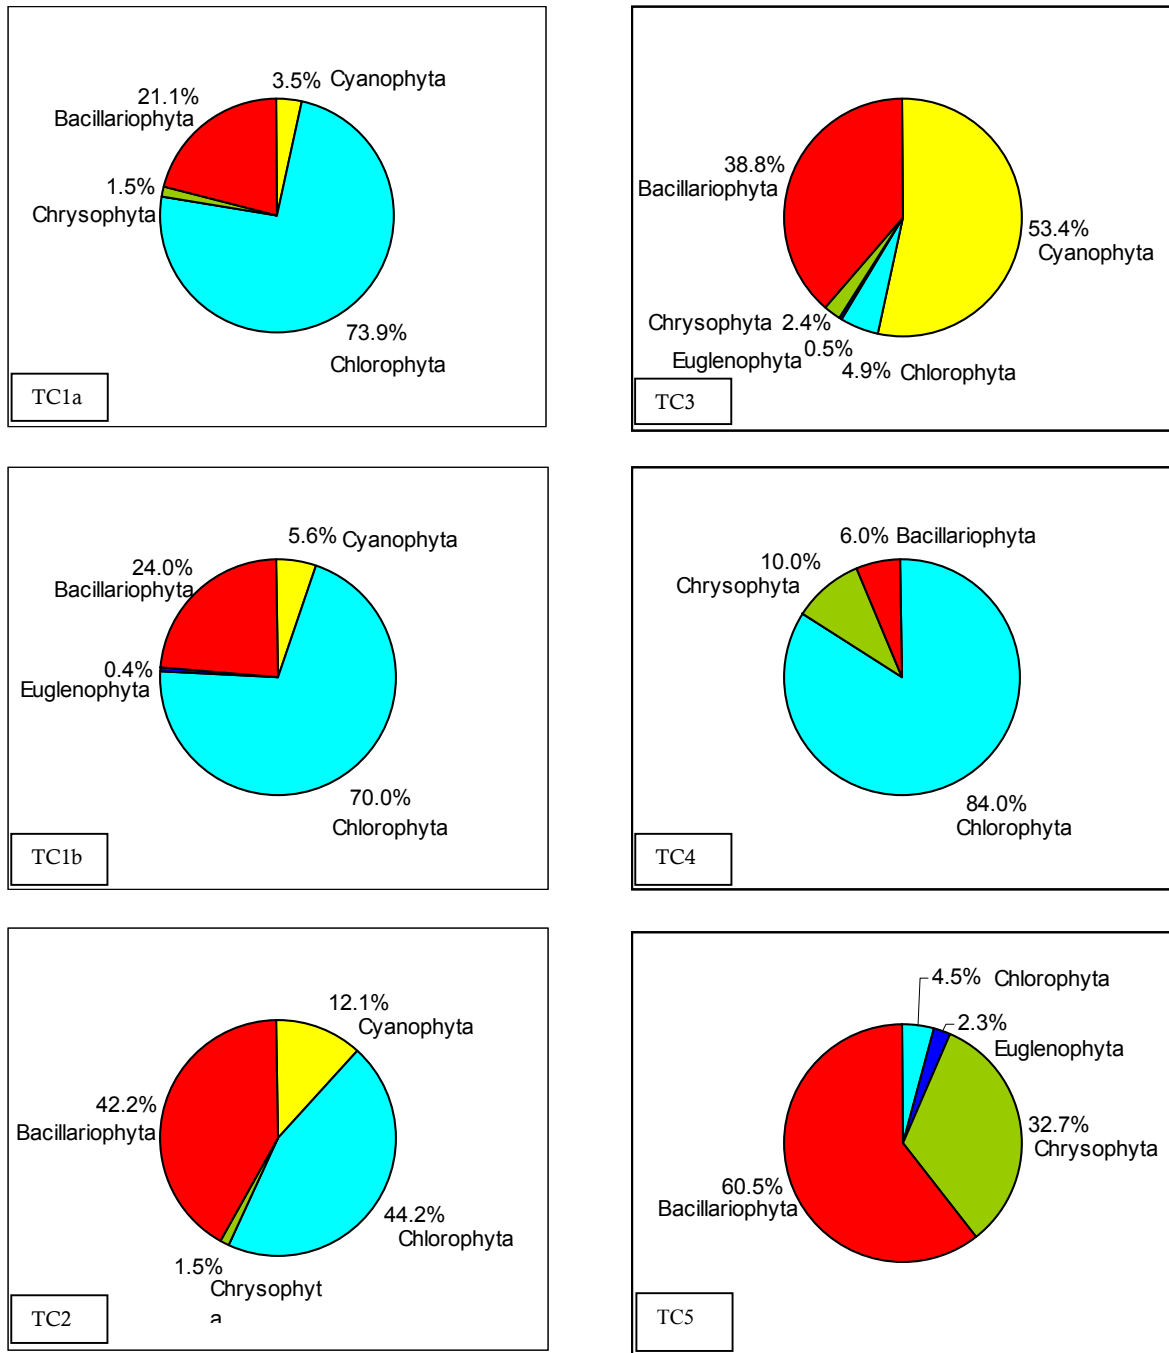 3.5% Cyanophyta
21.1%
Bacillariophyta
1.5%
Chrysophyta
73.9%
Chlorophyta
TC1a
38.8%
Bacillariophyta
53.4%
Cyanophyta
Chrysophyta 2.4%
Euglenophyta 0.5%
4.9% Chlorophyta
TC3
5.6% Cyanophyta
24.0%
Bacillariophyta
0.4%
Euglenophyta
70.0%
Chlorophyta
TC1b
6.0% Bacillariophyta
10.0%
Chrysophyta
84.0%
Chlorophyta
TC4
12.1%
Cyanophyta
42.2%
Bacillariophyta
44.2%
Chlorophyta
1.5%
Chrysophyt
a
TC2
4.5% Chlorophyta
2.3%
Euglenophyta
32.7%
Chrysophyta
60.5%
Bacillariophyta
TC5